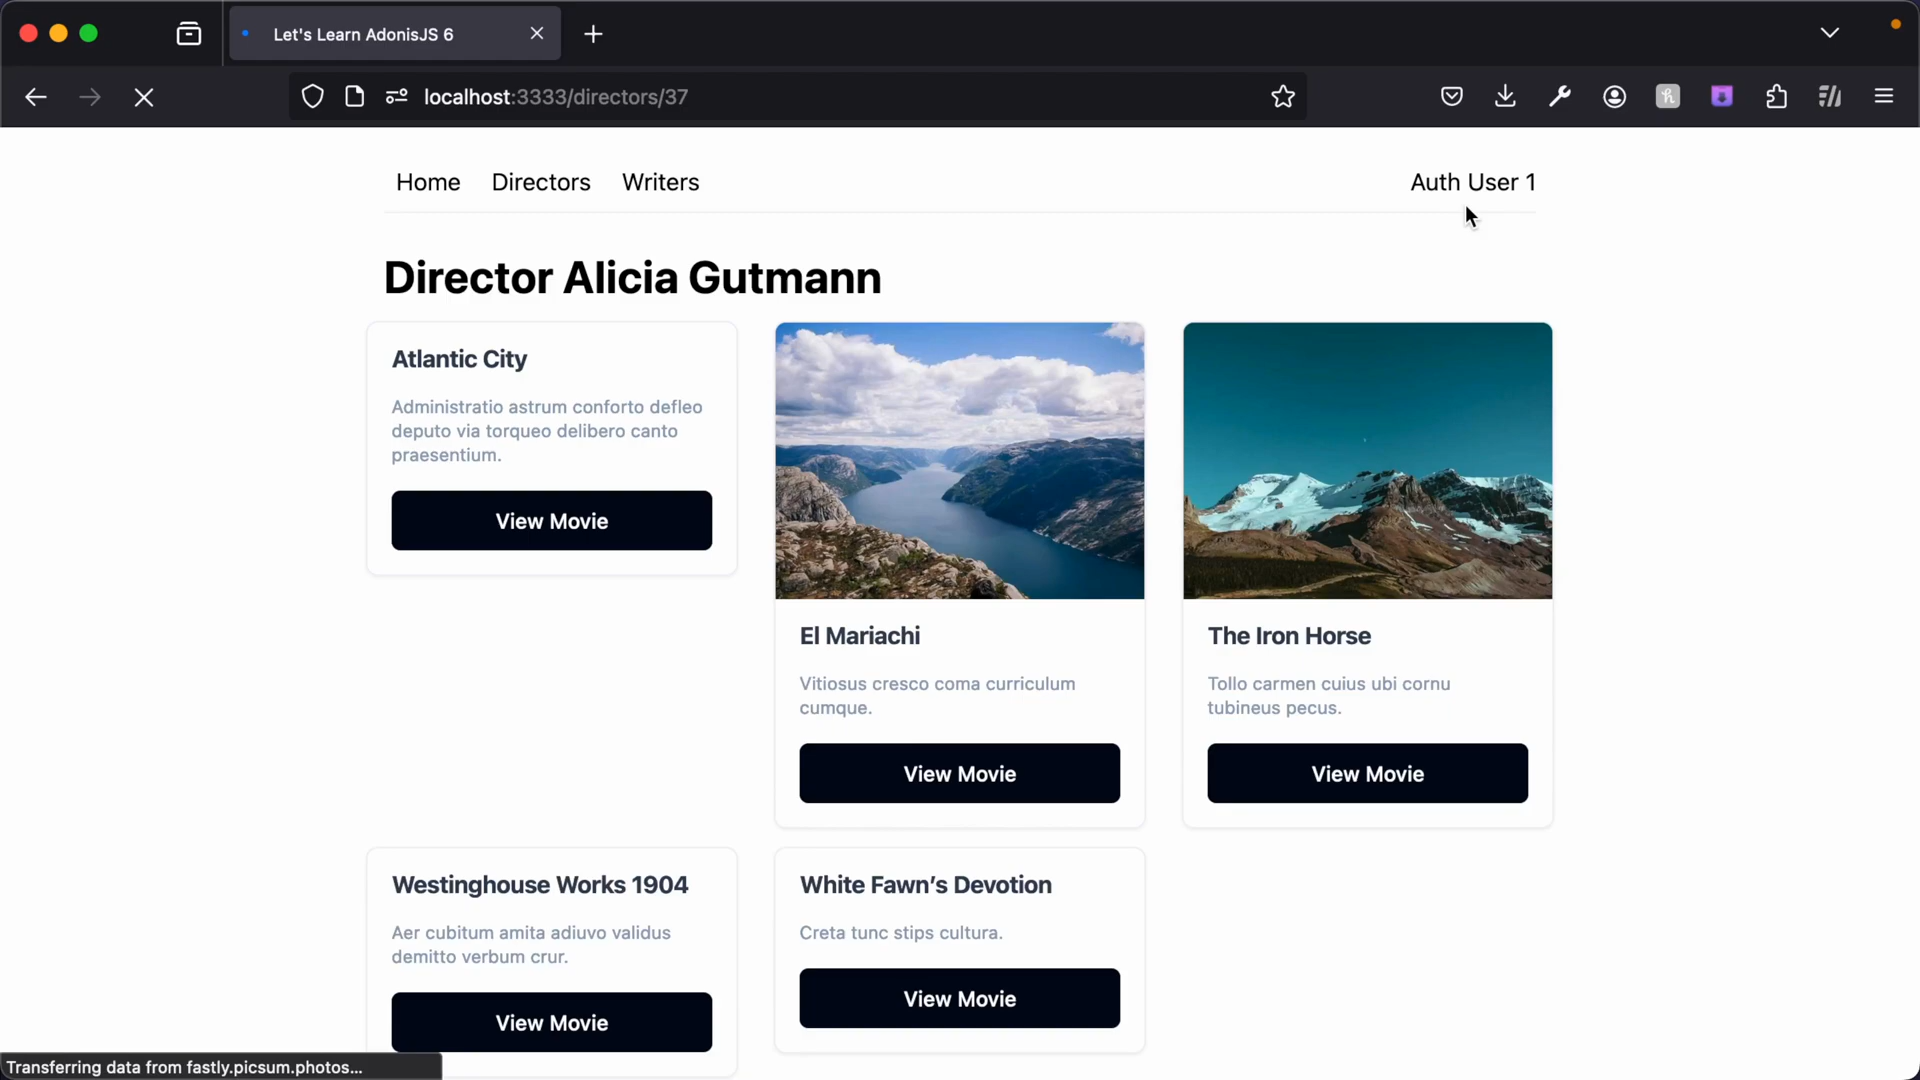 Let's Learn AdonisJS 6
localhost:3333/directors/37
Home Directors Writers Auth User 1
Director Alicia Gutmann
Atlantic City
Administratio astrum conforto defleo
deputo via torqueo delibero canto
praesentium.
View Movie
El Mariachi
Vitiosus cresco coma curriculum
cumque.
View Movie
The Iron Horse
Tollo carmen cuius ubi cornu
tubineus pecus.
View Movie
Westinghouse Works 1904
Aer cubitum amita adiuvo validus
demitto verbum crur.
View Movie
White Fawn’s Devotion
Creta tunc stips cultura.
View Movie
Transferring data from fastly.picsum.photos...